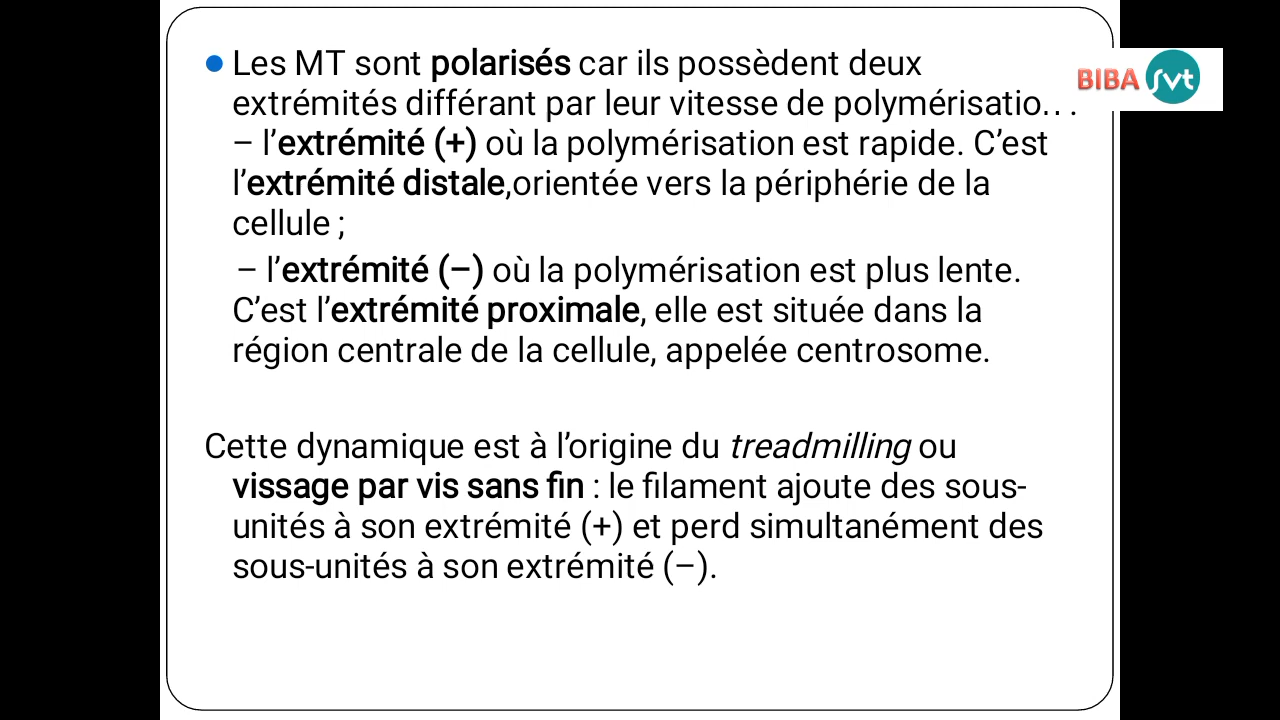 Les MT sont polarisés car ils possèdent deux
extrémités différant par leur vitesse de polymérisation :
– l’extrémité (+) où la polymérisation est rapide. C’est
l’extrémité distale,orientée vers la périphérie de la
cellule ;
– l’extrémité (–) où la polymérisation est plus lente.
C’est l’extrémité proximale, elle est située dans la
région centrale de la cellule, appelée centrosome.
Cette dynamique est à l’origine du treadmilling ou
vissage par vis sans fin : le filament ajoute des sous-
unités à son extrémité (+) et perd simultanément des
sous-unités à son extrémité (–).
BIBA svt